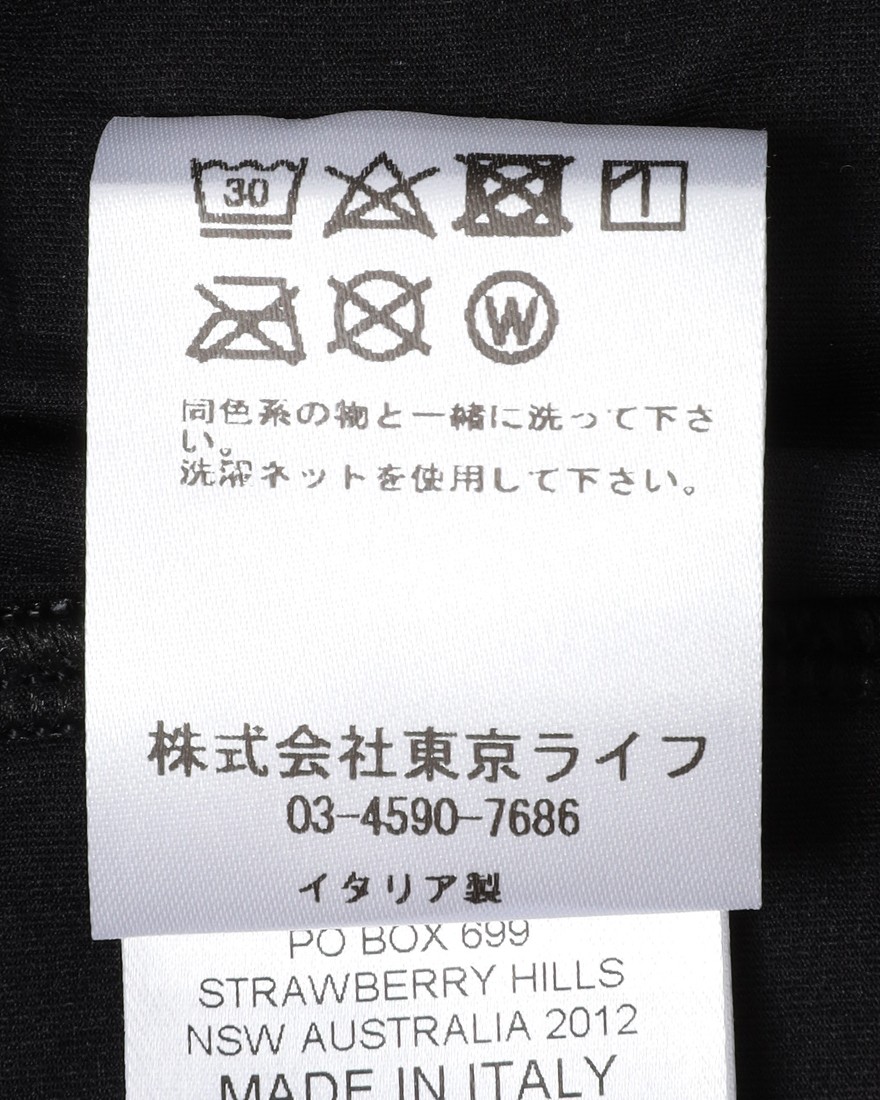 30
W
同色系の物と一緒に洗って下さ
い。
洗濯ネットを使用して下さい。
株式会社東京ライフ
03-4590-7686
イタリア製
PO BOX 699
STRAWBERRY HILLS
NSW AUSTRALIA 2012
MADE IN ITALY